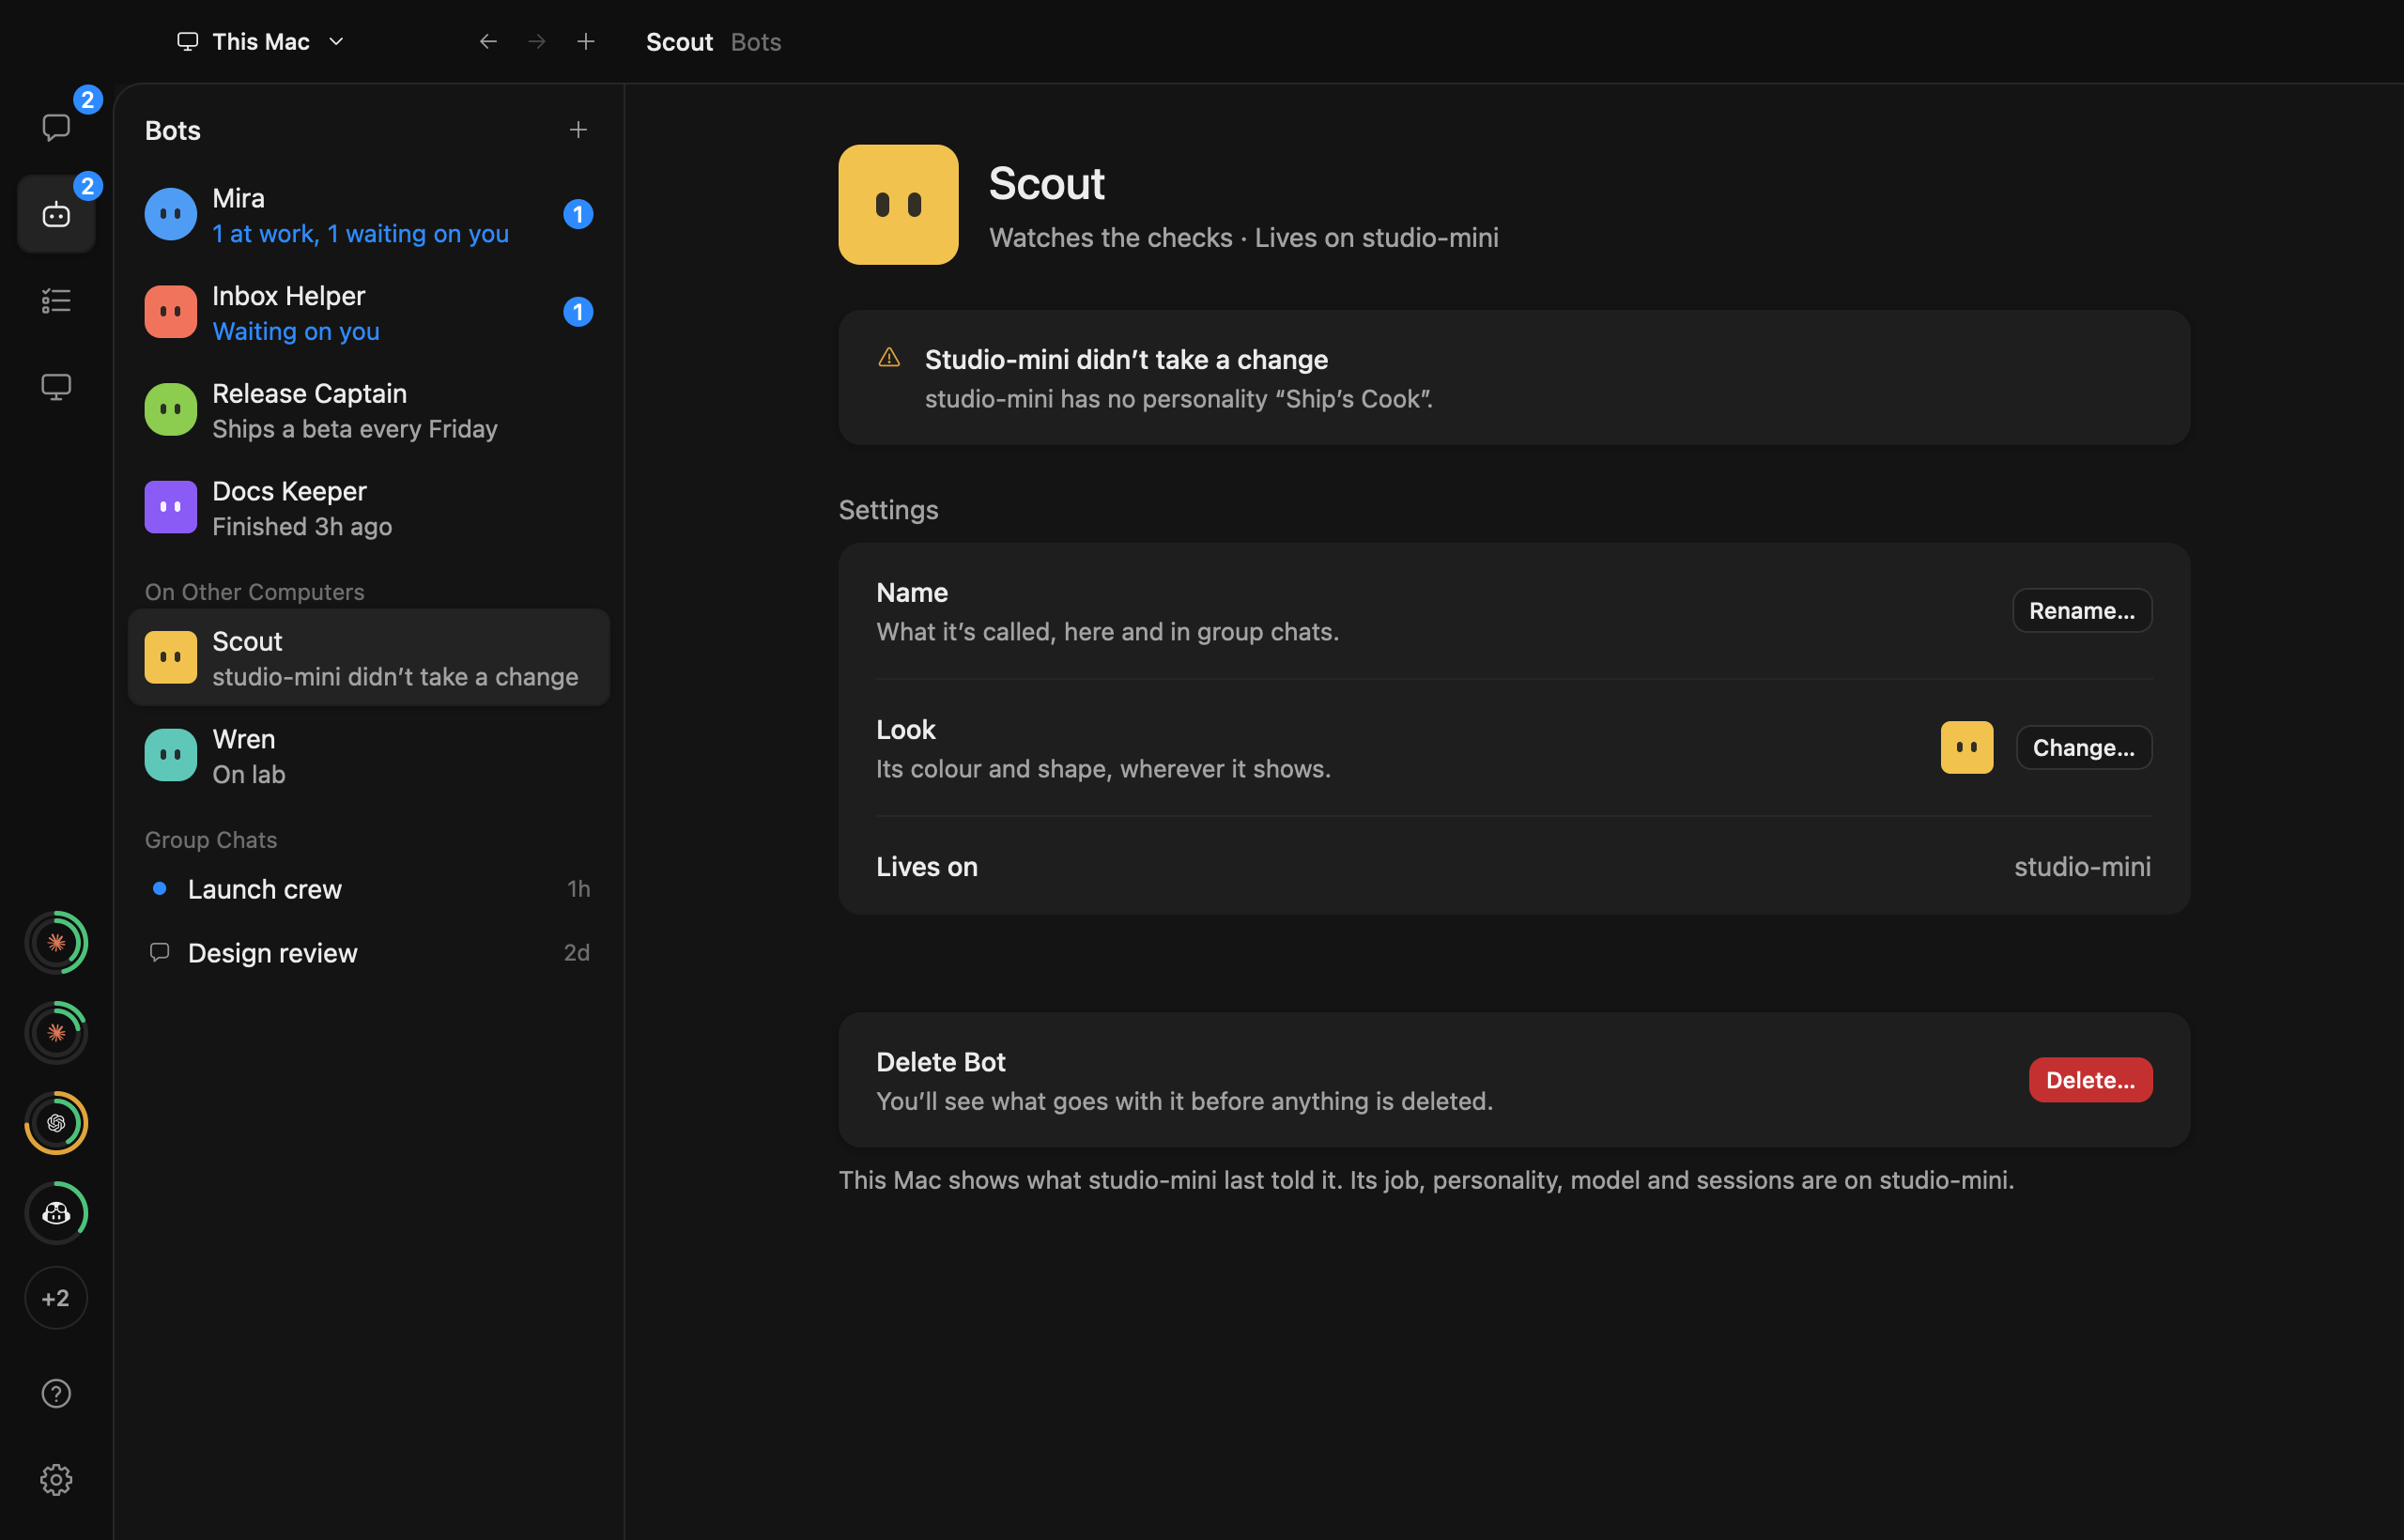 This Mac
Scout Bots
2
2
Bots
Mira
1 at work, 1 waiting on you
1
Inbox Helper
Waiting on you
1
Release Captain
Ships a beta every Friday
Docs Keeper
Finished 3h ago
On Other Computers
Scout
studio-mini didn’t take a change
Wren
On lab
Group Chats
Launch crew 1h
Design review 2d
+2
Scout
Watches the checks · Lives on studio-mini
Studio-mini didn’t take a change
studio-mini has no personality “Ship’s Cook”.
Settings
Name
What it’s called, here and in group chats.
Rename...
Look
Its colour and shape, wherever it shows.
Change...
Lives on studio-mini
Delete Bot
You’ll see what goes with it before anything is deleted.
Delete...
This Mac shows what studio-mini last told it. Its job, personality, model and sessions are on studio-mini.